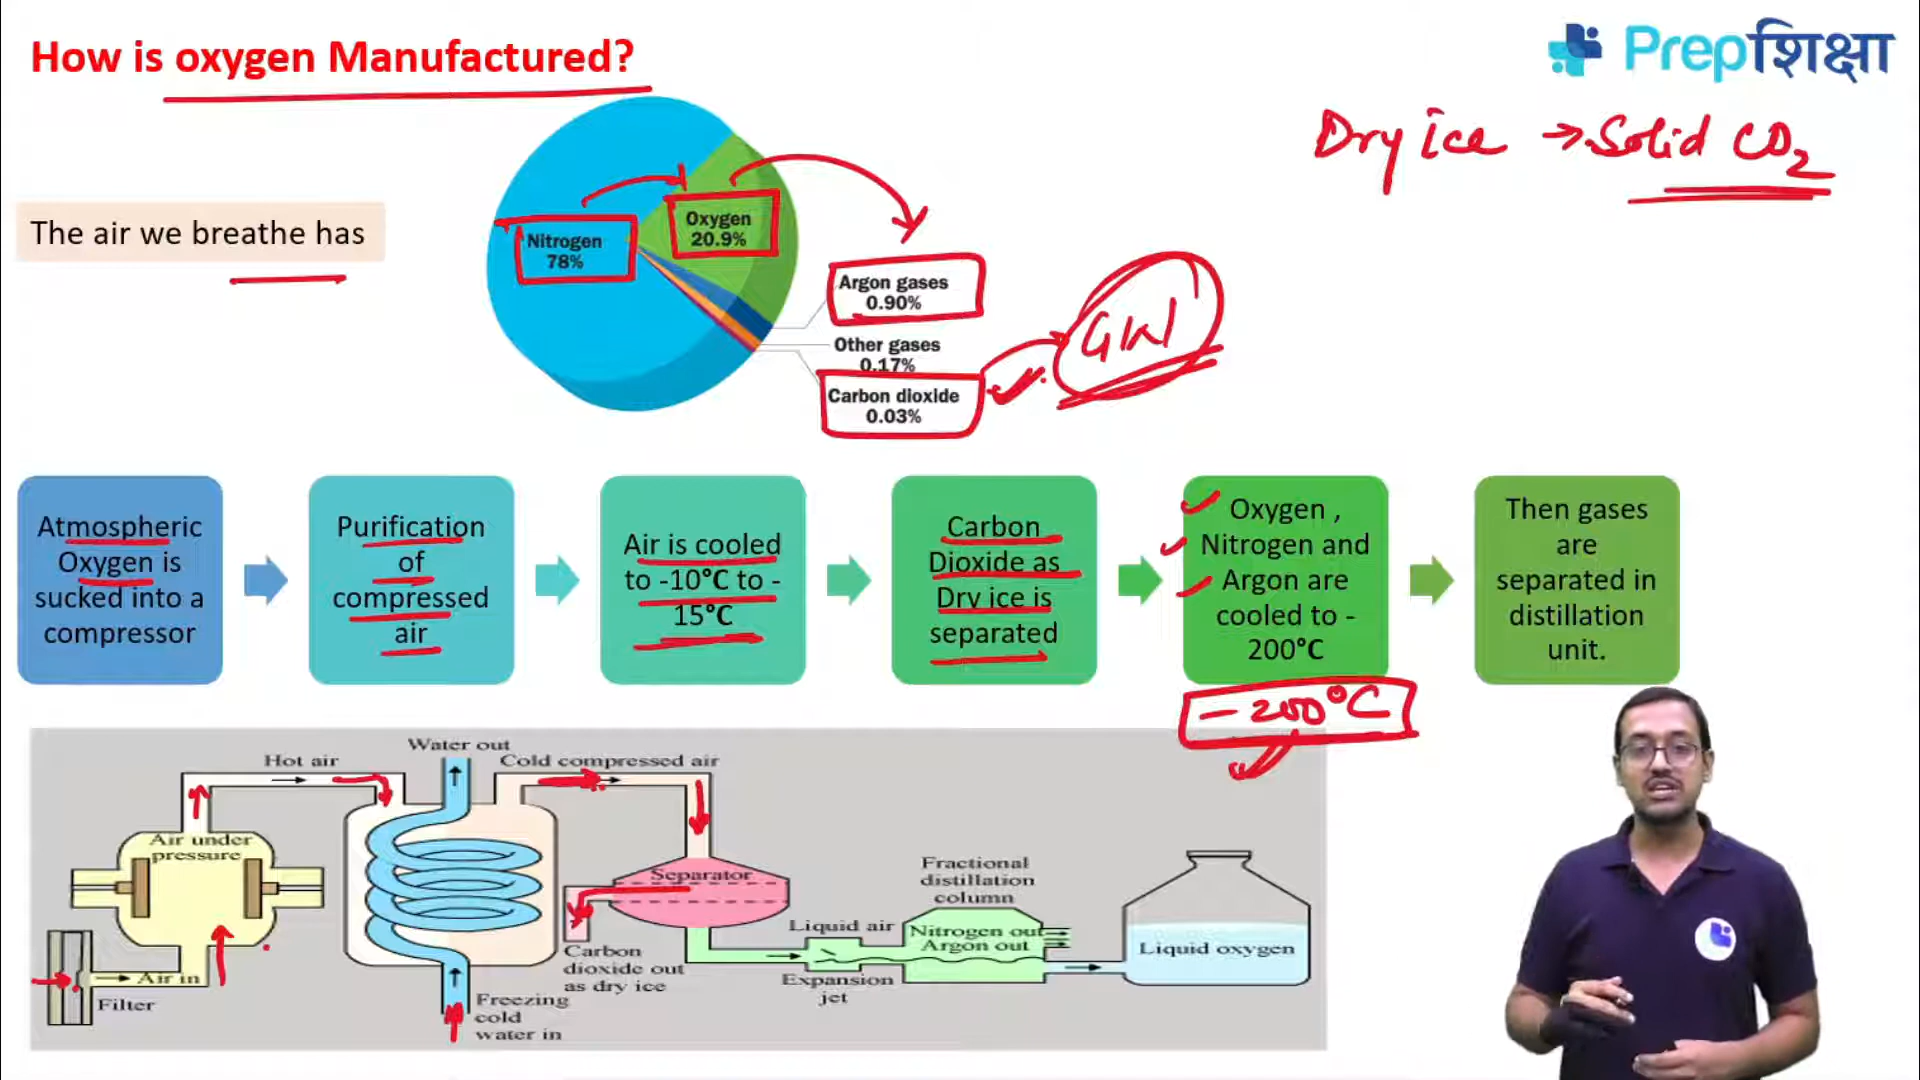 How is oxygen Manufactured?
Prepशिक्षा
Dry ice → Solid CO2
The air we breathe has
Nitrogen
78%
Oxygen
20.9%
Argon gases
0.90%
Other gases
0.17%
Carbon dioxide
0.03%
GW
Atmospheric
Oxygen is
sucked into a
compressor
Purification
of
compressed
air
Air is cooled
to -10°C to -
15°C
Carbon
Dioxide as
Dry ice is
separated
Oxygen ,
Nitrogen and
Argon are
cooled to -
200°C
Then gases
are
separated in
distillation
unit.
-200°C
Water out
Hot air
Cold compressed air
Air under
pressure
Separator
Fractional
distillation
column
Liquid air
Nitrogen out
Argon out
Liquid oxygen
Carbon
dioxide out
as dry ice
Expansion
jet
Air in
Filter
Freezing
cold
water in